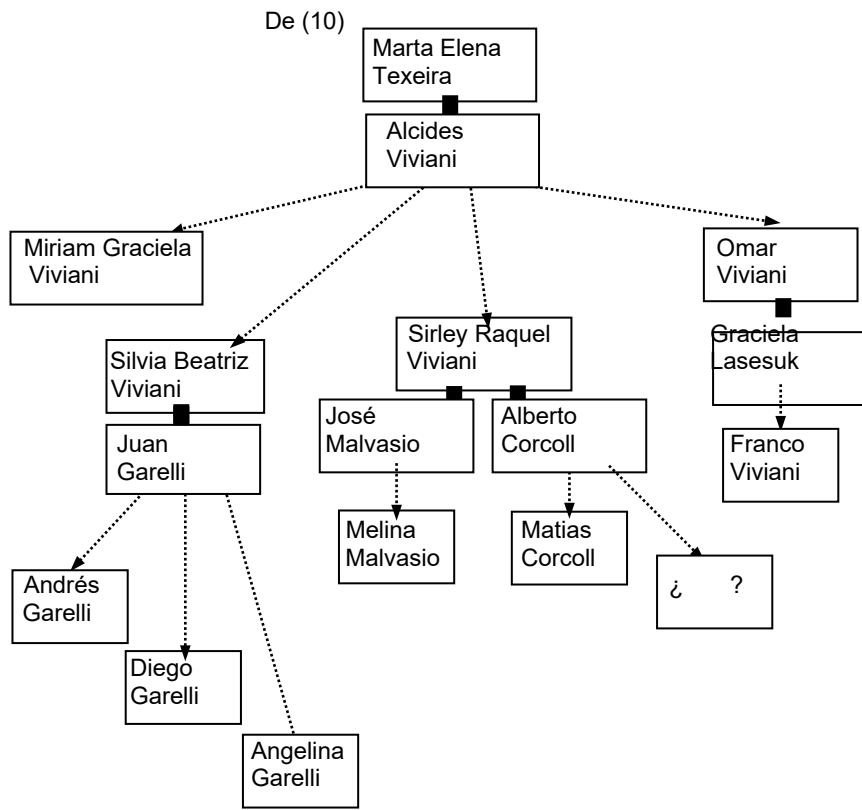 De (10)
Marta Elena
Texeira
Alcides
Viviani
Miriam Graciela
Viviani
Omar
Viviani
Silvia Beatriz
Viviani
Sirley Raquel
Viviani
Graciela
Lasesuk
Juan
Garelli
José
Malvasio
Alberto
Corcoll
Franco
Viviani
Melina
Malvasio
Matias
Corcoll
¿ ?
Andrés
Garelli
Diego
Garelli
Angelina
Garelli